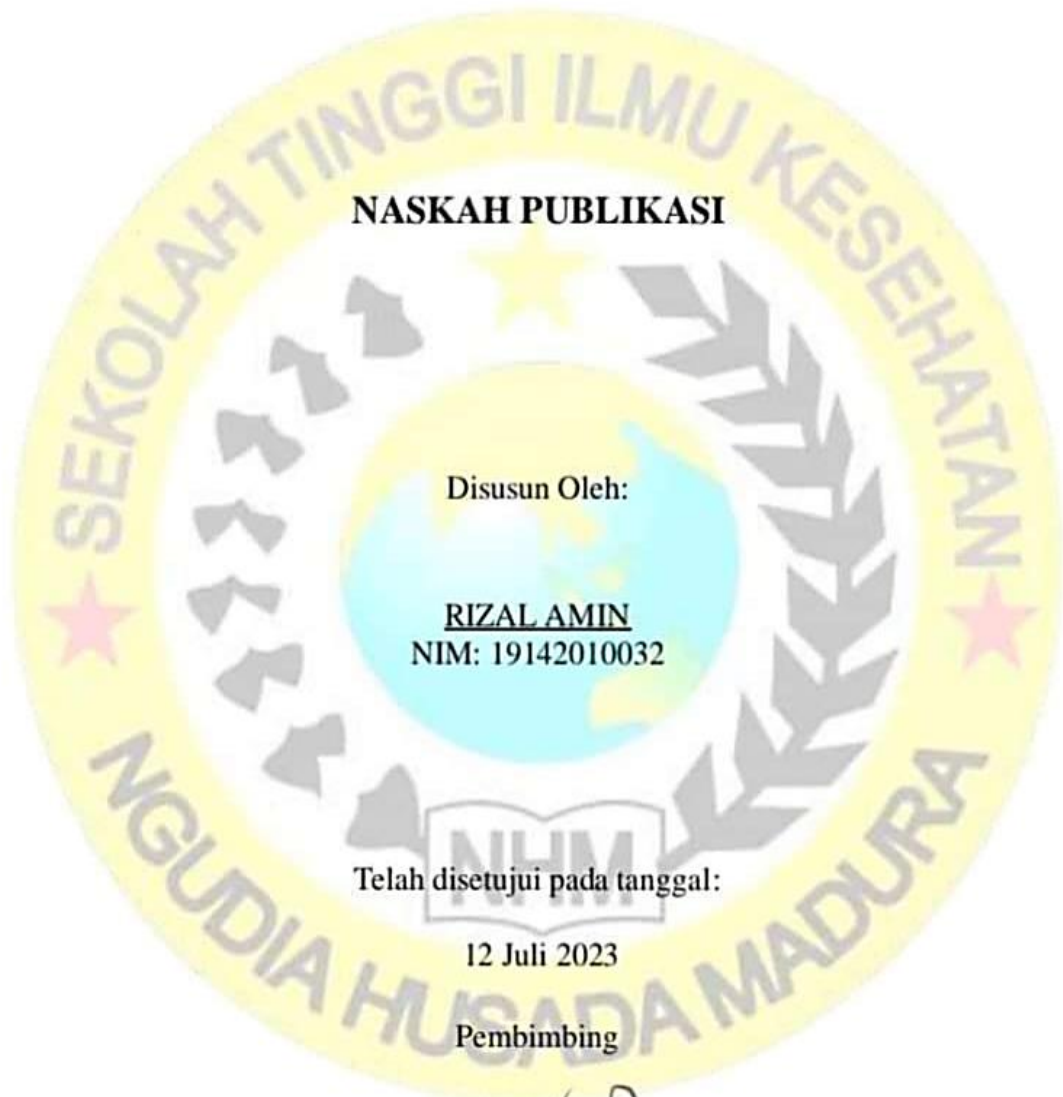 SEKOLAH TINGGI ILMU KESEHATAN
NASKAH PUBLIKASI
Disusun Oleh:
RIZAL AMIN
NIM: 19142010032
NHM
Telah disetujui pada tanggal:
12 Juli 2023
NGUDIA HUSADA MADURA
Pembimbing